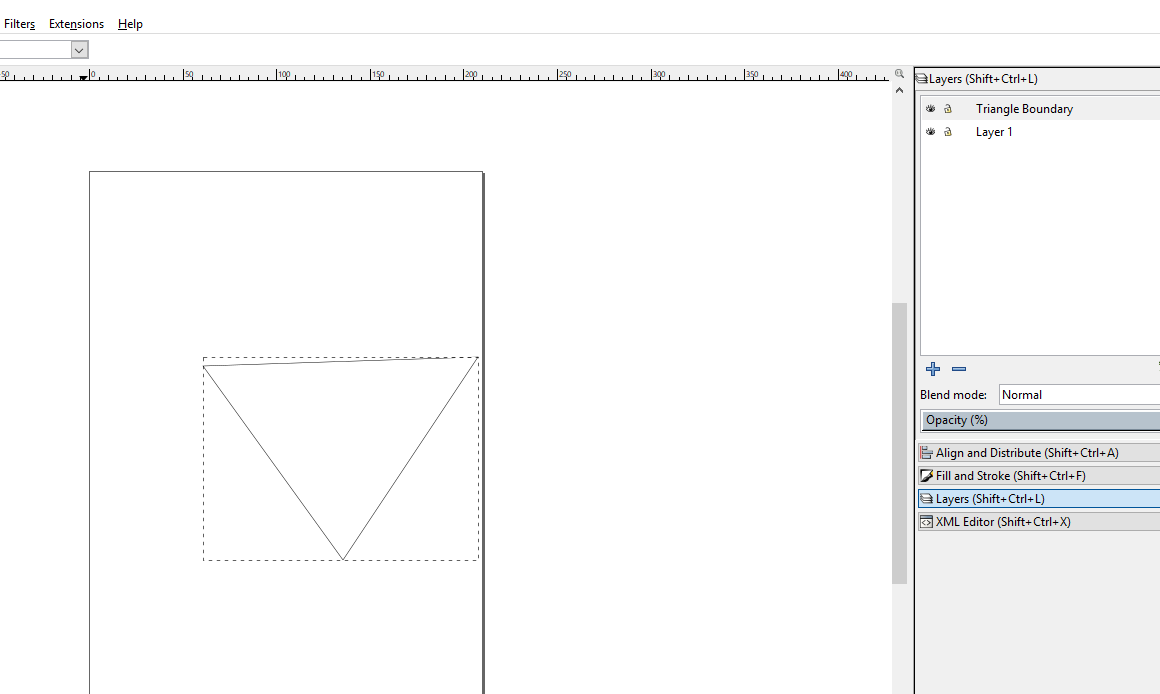 Filters Extensions Help
50 0 50 100 150 200 250 300 350 400
Layers (Shift+Ctrl+L)
Triangle Boundary
Layer 1
Blend mode: Normal
Opacity (%)
Align and Distribute (Shift+Ctrl+A)
Fill and Stroke (Shift+Ctrl+F)
Layers (Shift+Ctrl+L)
XML Editor (Shift+Ctrl+X)